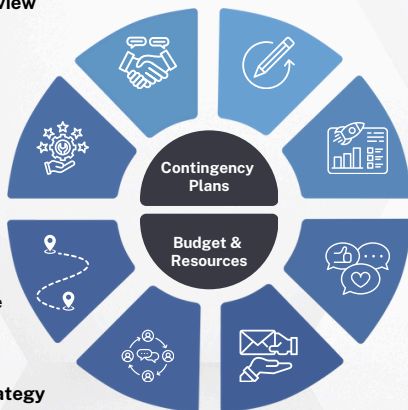 view
Contingency
Plans
Budget &
Resources
e
ategy